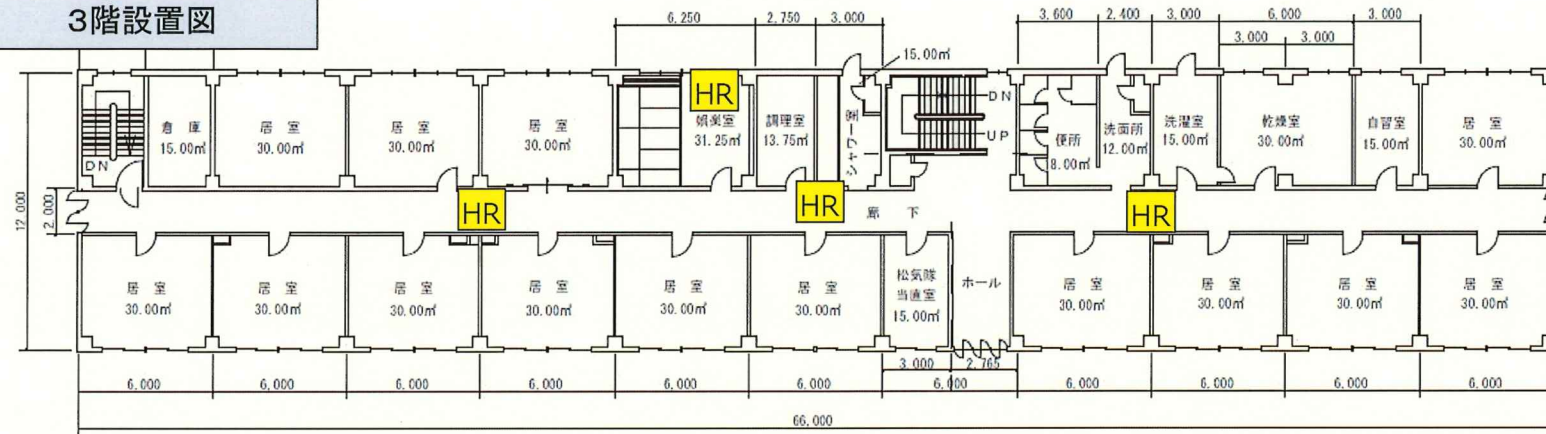 3階設置図
6,250
2,750
3,000
3,600
2,400
3,000
6,000
3,000
3,000
3,000
15.00㎡
HR
DN
倉 庫
15.00㎡
居 室
30.00㎡
居 室
30.00㎡
居 室
30.00㎡
娯楽室
31.25㎡
調理室
13.75㎡
シャワー室
DN
UP
便所
8.00㎡
洗面所
12.00㎡
洗濯室
15.00㎡
乾燥室
30.00㎡
自習室
15.00㎡
居 室
30.00㎡
12,000
2,000
HR
HR
廊 下
HR
居 室
30.00㎡
居 室
30.00㎡
居 室
30.00㎡
居 室
30.00㎡
居 室
30.00㎡
居 室
30.00㎡
松気隊
当直室
15.00㎡
ホール
居 室
30.00㎡
居 室
30.00㎡
居 室
30.00㎡
居 室
30.00㎡
3,000
2,765
6,000
6,000
6,000
6,000
6,000
6,000
6,000
6,000
6,000
6,000
6,000
66,000